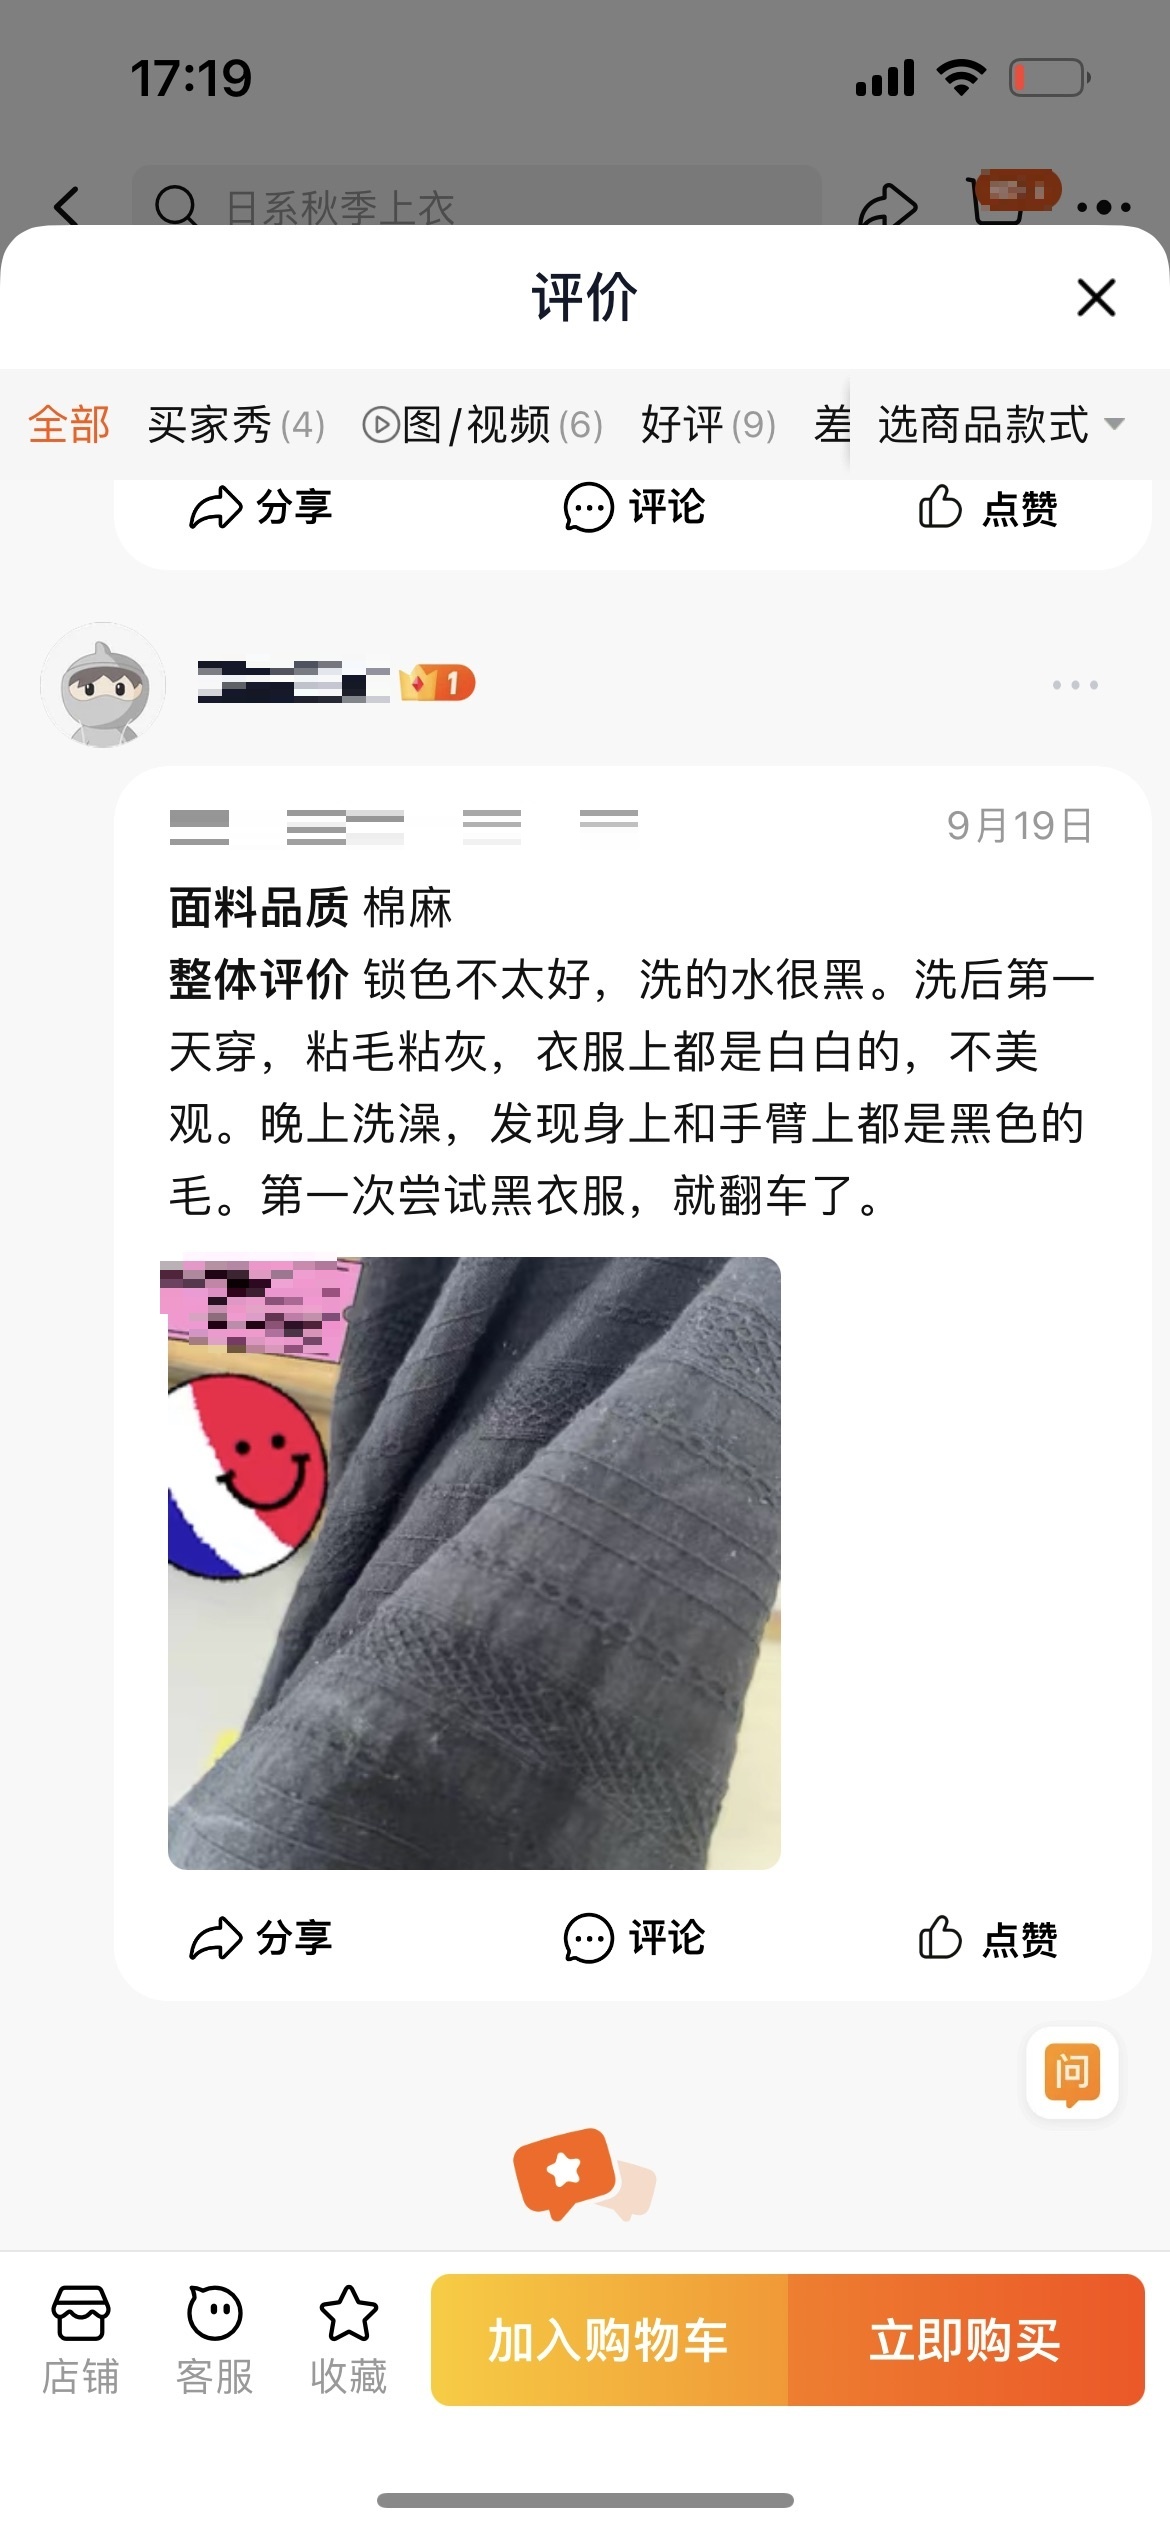 17:19
日系秋季上衣
评价
全部 买家秀(4) 图/视频(6) 好评(9) 差 选商品款式
分享 评论 点赞
1
9月19日
面料品质 棉麻
整体评价 锁色不太好，洗的水很黑。洗后第一
天穿，粘毛粘灰，衣服上都是白白的，不美
观。晚上洗澡，发现身上和手臂上都是黑色的
毛。第一次尝试黑衣服，就翻车了。
分享 评论 点赞
问
店铺 客服 收藏 加入购物车 立即购买